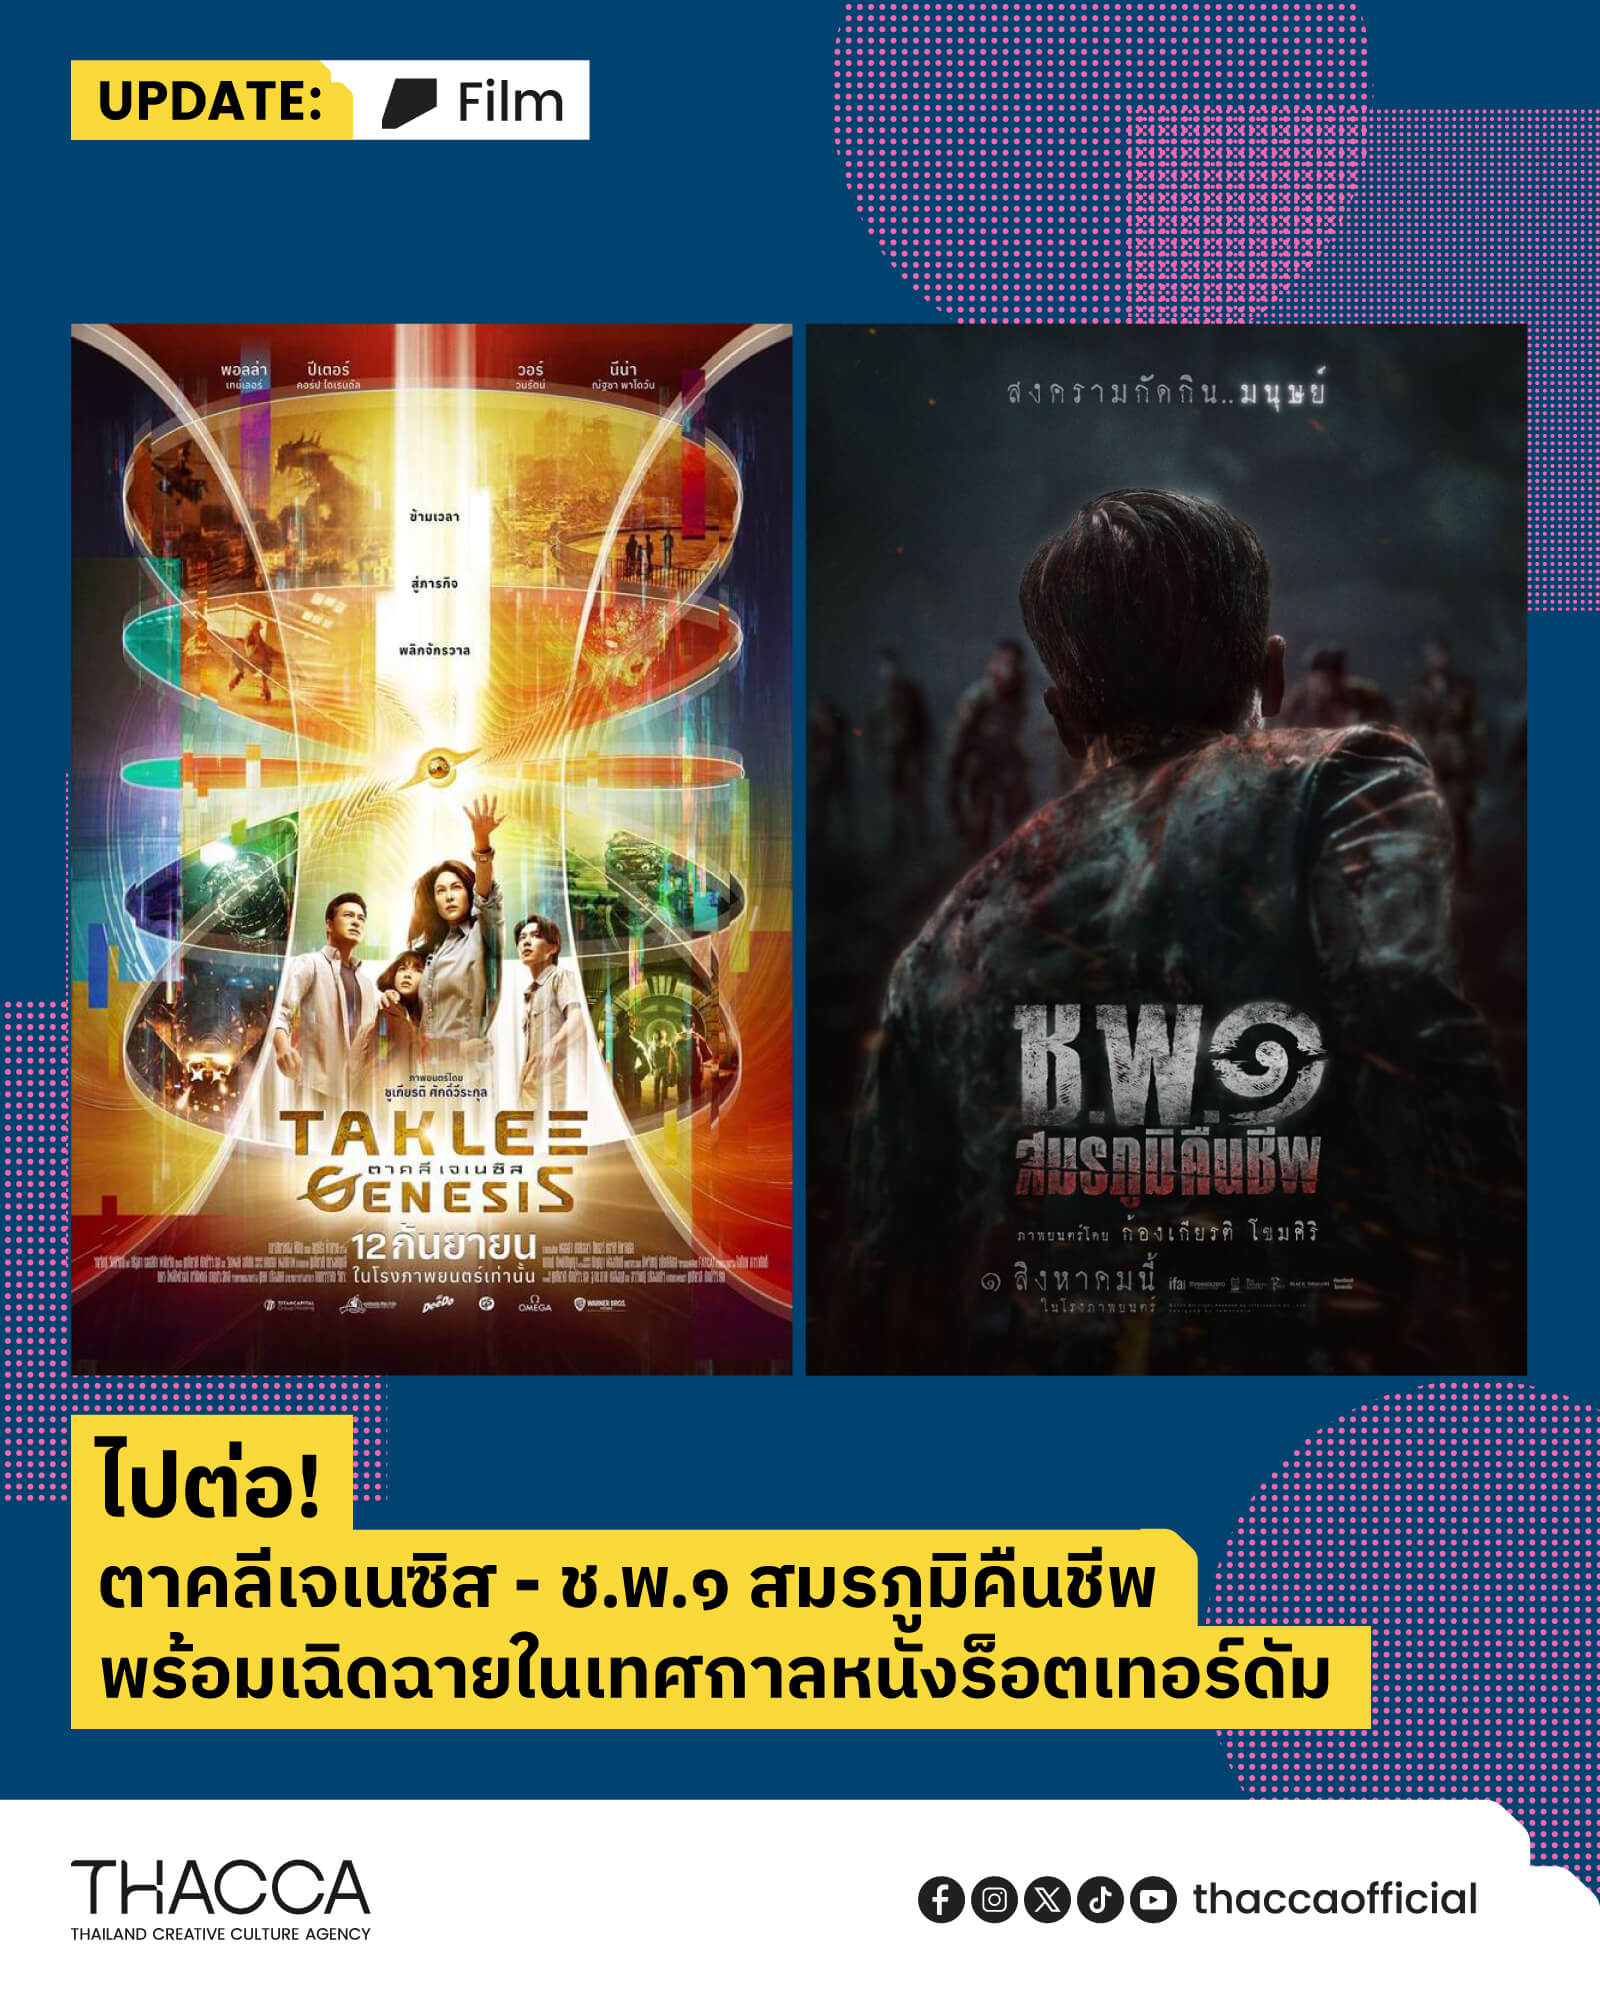 UPDATE: Film
พอลล่า ปีเตอร์ วอร์ นีน่า
เทย์เลอร์ คอร์ป ไดเรนดัล วนรัตน์ ณัฐชา พาโดวัน
ข้ามเวลา
สู่ภารกิจ
พลิกจักรวาล
ภาพยนตร์โดย
ชูเกียรติ ศักดิ์วีระกุล
TAKLEE
ตาคลี เจเนซิส
GENESIS
12 กันยายน
ในโรงภาพยนตร์เท่านั้น
TITAN CAPITAL DeeDo OMEGA WARNER BROS.
สงครามกัดกิน..มนุษย์
ช.พ.๑
สมรภูมิคืนชีพ
ภาพยนตร์โดย ก้องเกียรติ โขมศิริ
๑ สิงหาคมนี้
ในโรงภาพยนตร์
ifa
ไปต่อ!
ตาคลีเจเนซิส - ช.พ.๑ สมรภูมิคืนชีพ
พร้อมเฉิดฉายในเทศกาลหนังร็อตเทอร์ดัม
THACCA
THAILAND CREATIVE CULTURE AGENCY
thaccaofficial